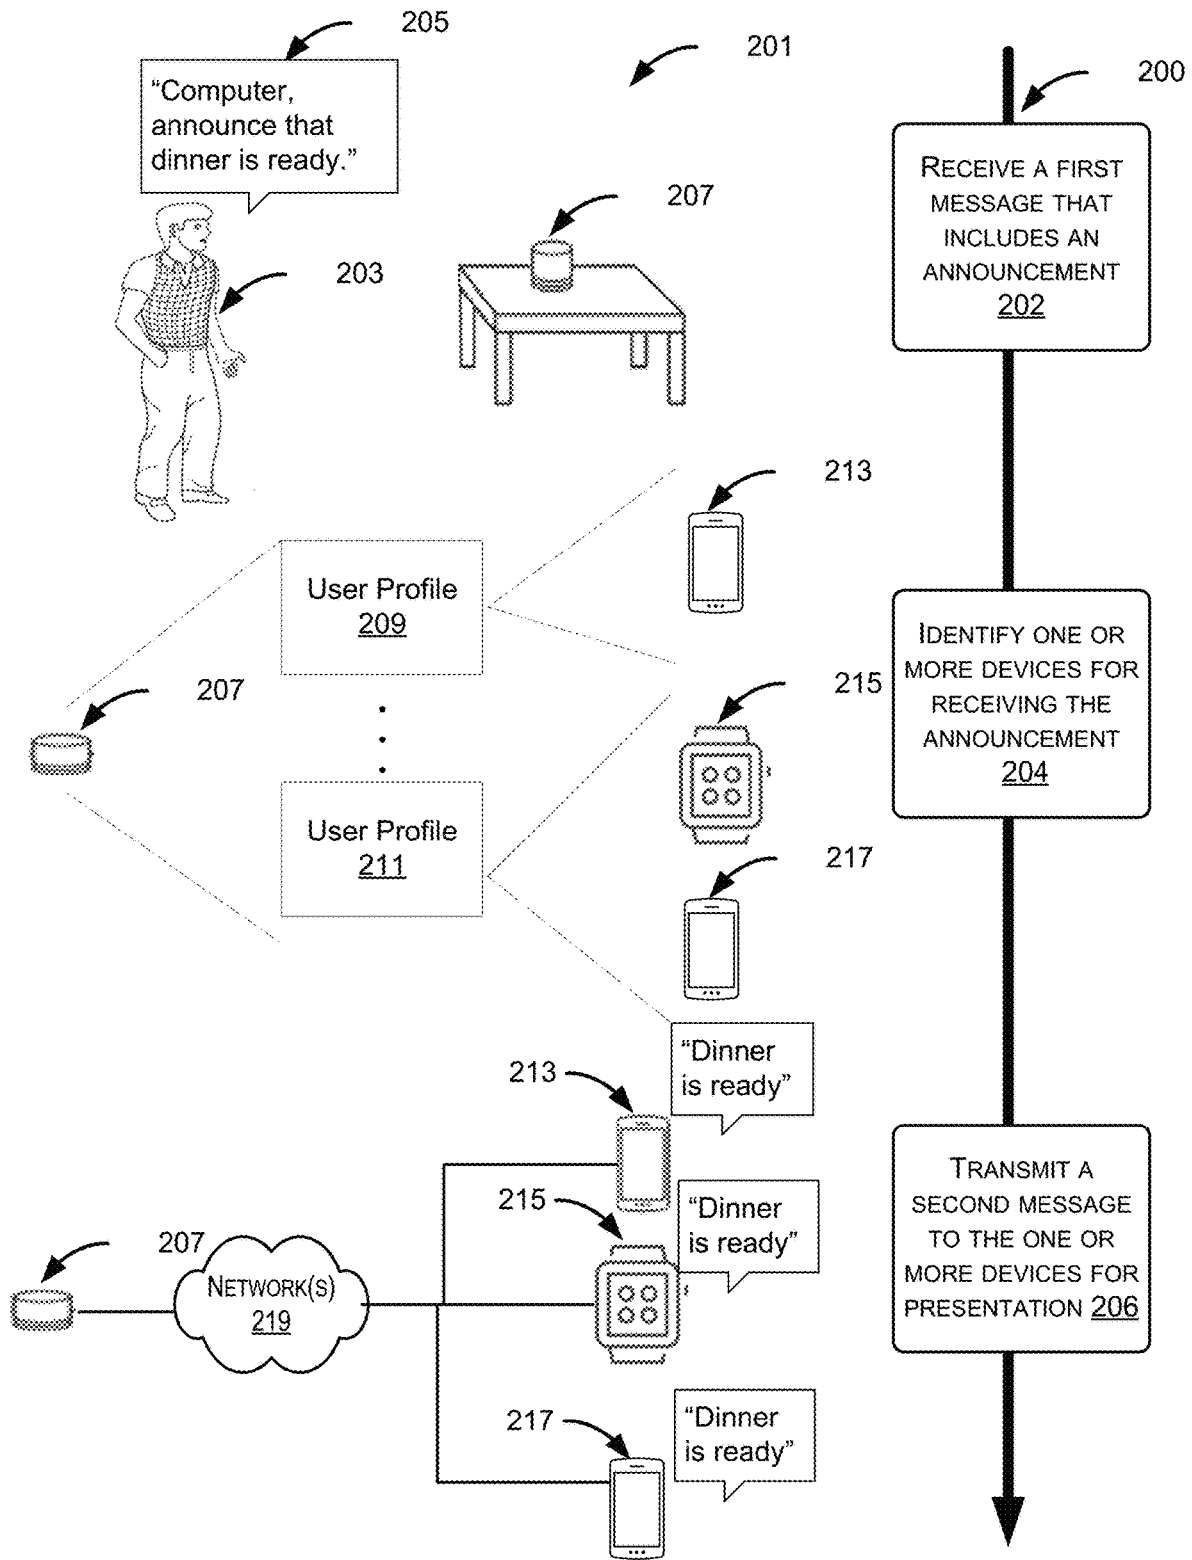 205
201
200
“Computer,
announce that
dinner is ready.”
207
203
RECEIVE A FIRST
MESSAGE THAT
INCLUDES AN
ANNOUNCEMENT
202
213
User Profile
209
207
215
User Profile
211
217
IDENTIFY ONE OR
MORE DEVICES FOR
RECEIVING THE
ANNOUNCEMENT
204
“Dinner
is ready”
213
215
“Dinner
is ready”
207
NETWORK(S)
219
217
“Dinner
is ready”
TRANSMIT A
SECOND MESSAGE
TO THE ONE OR
MORE DEVICES FOR
PRESENTATION 206